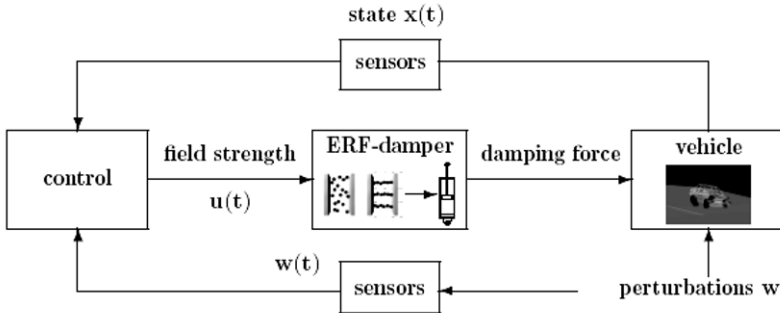 state x(t)
sensors
control
field strength
u(t)
ERF-damper
damping force
vehicle
w(t)
sensors
perturbations w